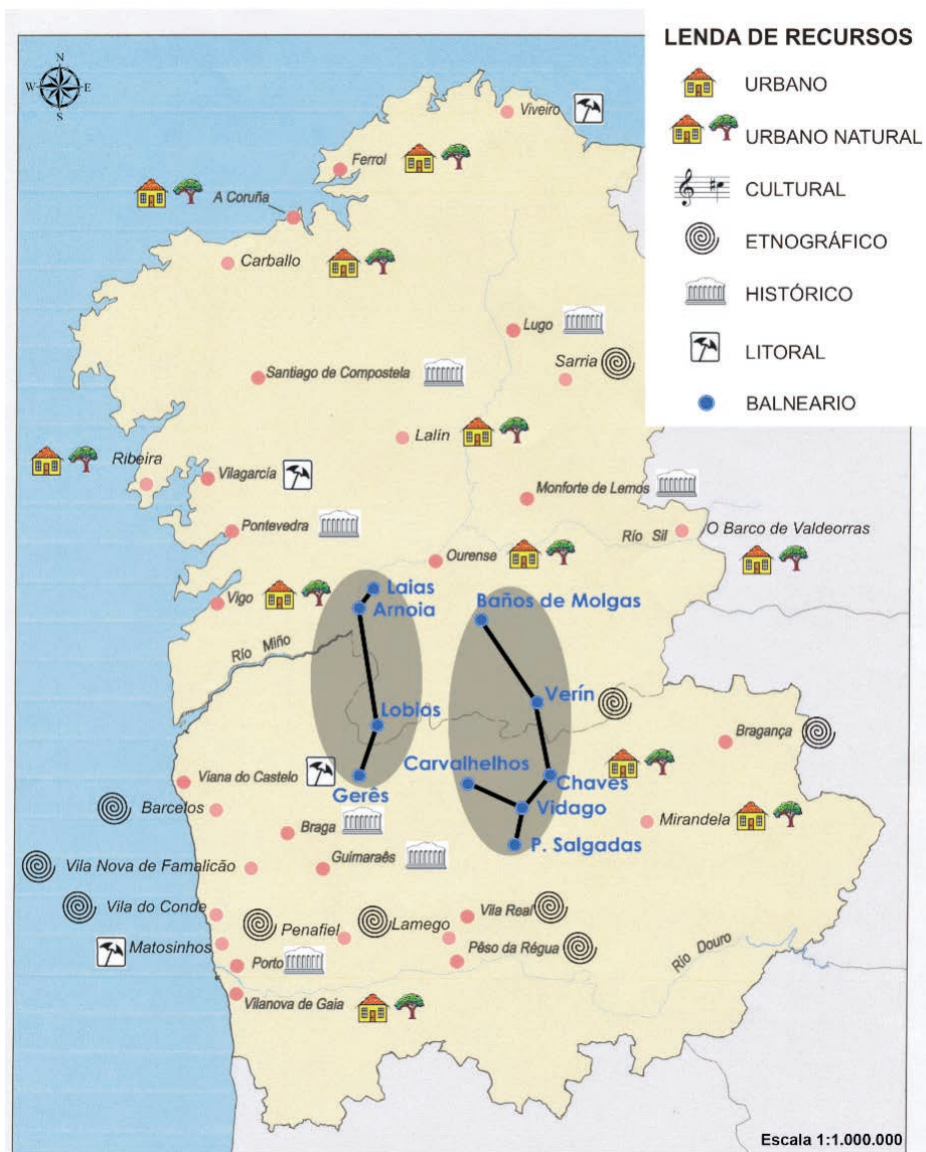 LENDA DE RECURSOS
URBANO
URBANO NATURAL
CULTURAL
ETNOGRÁFICO
HISTÓRICO
LITORAL
BALNEARIO
N
W
E
S
Viveiro
Ferrol
A Coruña
Carballo
Lugo
Sarria
Santiago de Compostela
Lalín
Ribeira
Vilagarcía
Monforte de Lemos
Pontevedra
Río Sil
O Barco de Valdeorras
Ourense
Laias
Vigo
Arnoia
Baños de Molgas
Río Miño
Verín
Lobios
Bragança
Carvalhelhos
Viana do Castelo
Gerês
Chaves
Barcelos
Vidago
Braga
Mirandela
P. Salgadas
Guimaraês
Vila Nova de Famalicão
Vila do Conde
Penafiel
Lamego
Vila Real
Matosinhos
Pêso da Régua
Porto
Río Douro
Vilanova de Gaia
Escala 1:1.000.000